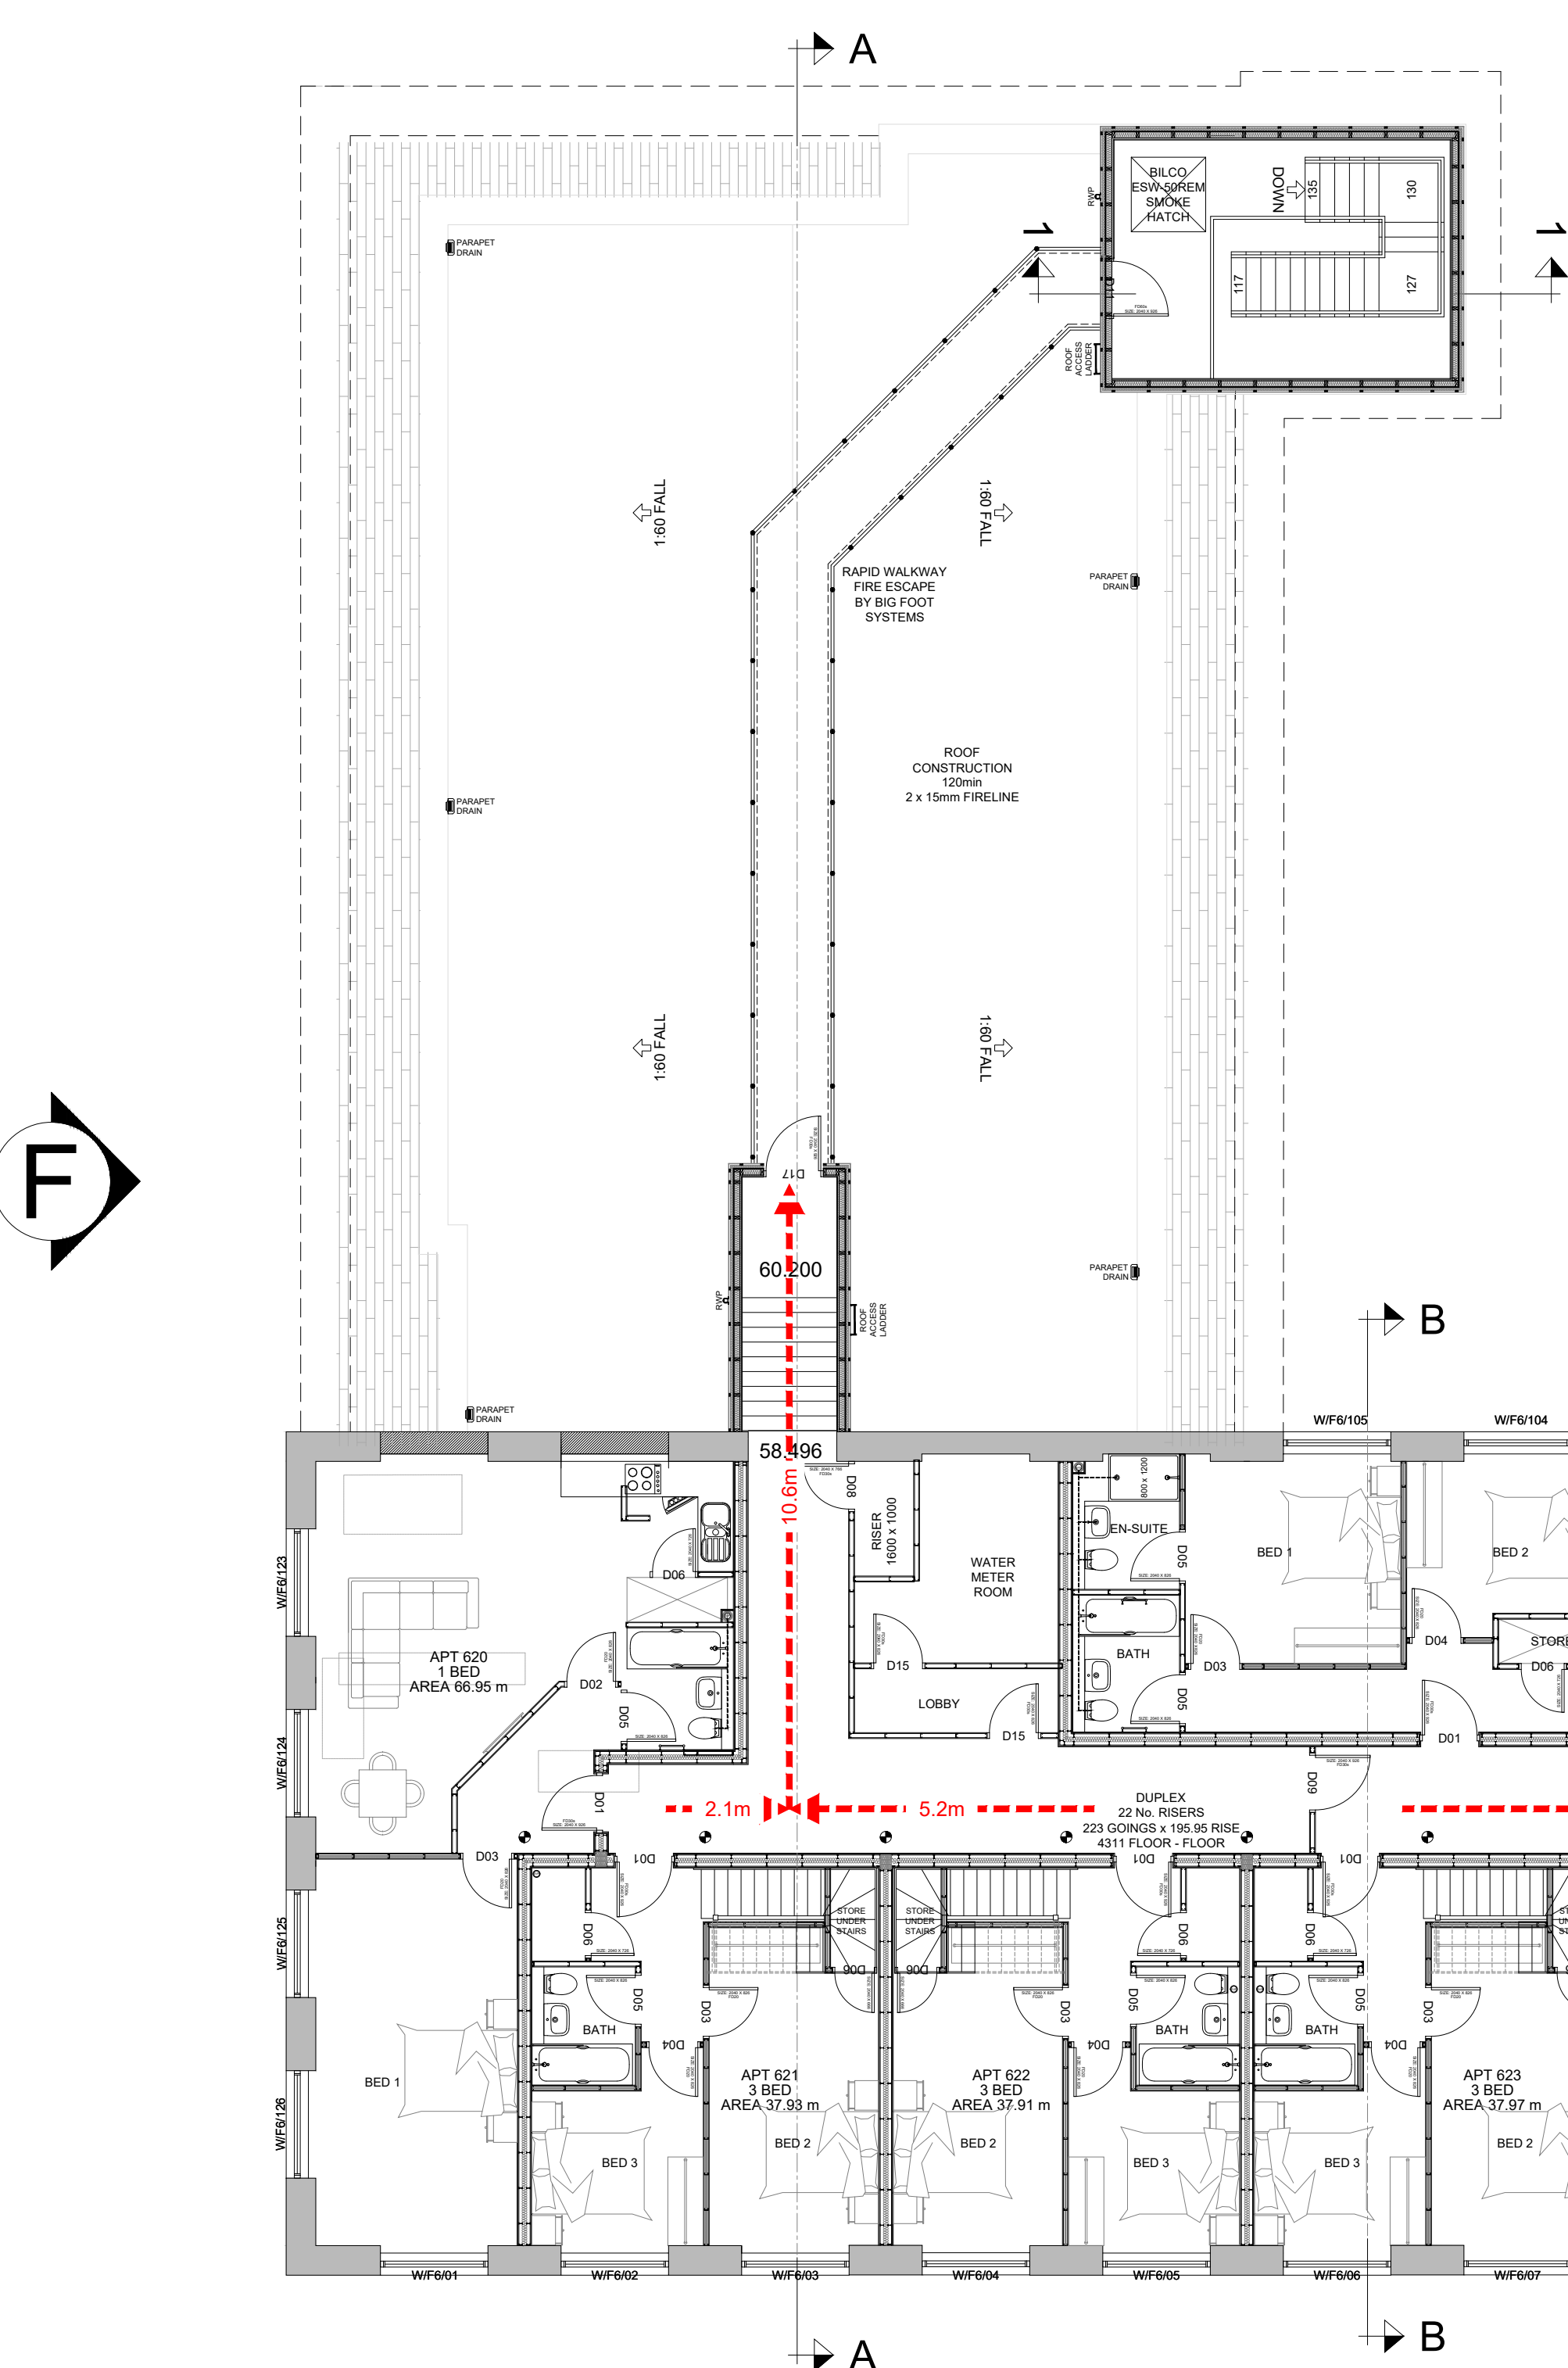 A
BILCO
ESW-50REM
SMOKE
HATCH
DOWN
135
130
117
127
RWP
1
1
D11
FD60s
SIZE: 2040 X 926
ROOF
ACCESS
LADDER
PARAPET
DRAIN
1:60 FALL
1:60 FALL
RAPID WALKWAY
FIRE ESCAPE
BY BIG FOOT
SYSTEMS
PARAPET
DRAIN
ROOF
CONSTRUCTION
120min
2 x 15mm FIRELINE
PARAPET
DRAIN
1:60 FALL
1:60 FALL
F
D17
60.200
PARAPET
DRAIN
RWP
ROOF
ACCESS
LADDER
B
PARAPET
DRAIN
W/F6/105
W/F6/104
58.496
10.6m
D08
RISER
1600 x 1000
WATER
METER
ROOM
800 x 1200
EN-SUITE
D05
BED 1
BED 2
W/F6/123
D06
APT 620
1 BED
AREA 66.95 m
D02
D05
D15
LOBBY
D15
BATH
D05
D03
D04
STORE
D06
D01
W/F6/124
D01
2.1m
5.2m
DUPLEX
22 No. RISERS
223 GOINGS x 195.95 RISE
4311 FLOOR - FLOOR
D09
D03
D01
D01
D01
W/F6/125
D06
STORE
UNDER
STAIRS
STORE
UNDER
STAIRS
D06
D06
D06
D06
D05
D03
D03
D05
D05
D03
BATH
BATH
BATH
D04
D04
D04
W/F6/126
BED 1
APT 621
3 BED
AREA 37.93 m
APT 622
3 BED
AREA 37.91 m
APT 623
3 BED
AREA 37.97 m
BED 3
BED 2
BED 2
BED 3
BED 3
BED 2
W/F6/01
W/F6/02
W/F6/03
W/F6/04
W/F6/05
W/F6/06
W/F6/07
A
B